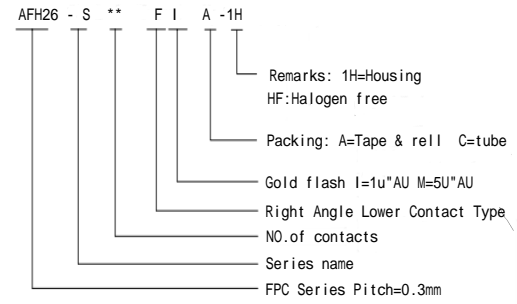 AFH26 - S ** F I A -1H
Remarks: 1H=Housing
HF:Halogen free
Packing: A=Tape & rell C=tube
Gold flash I=1u"AU M=5U"AU
Right Angle Lower Contact Type
NO.of contacts
Series name
FPC Series Pitch=0.3mm